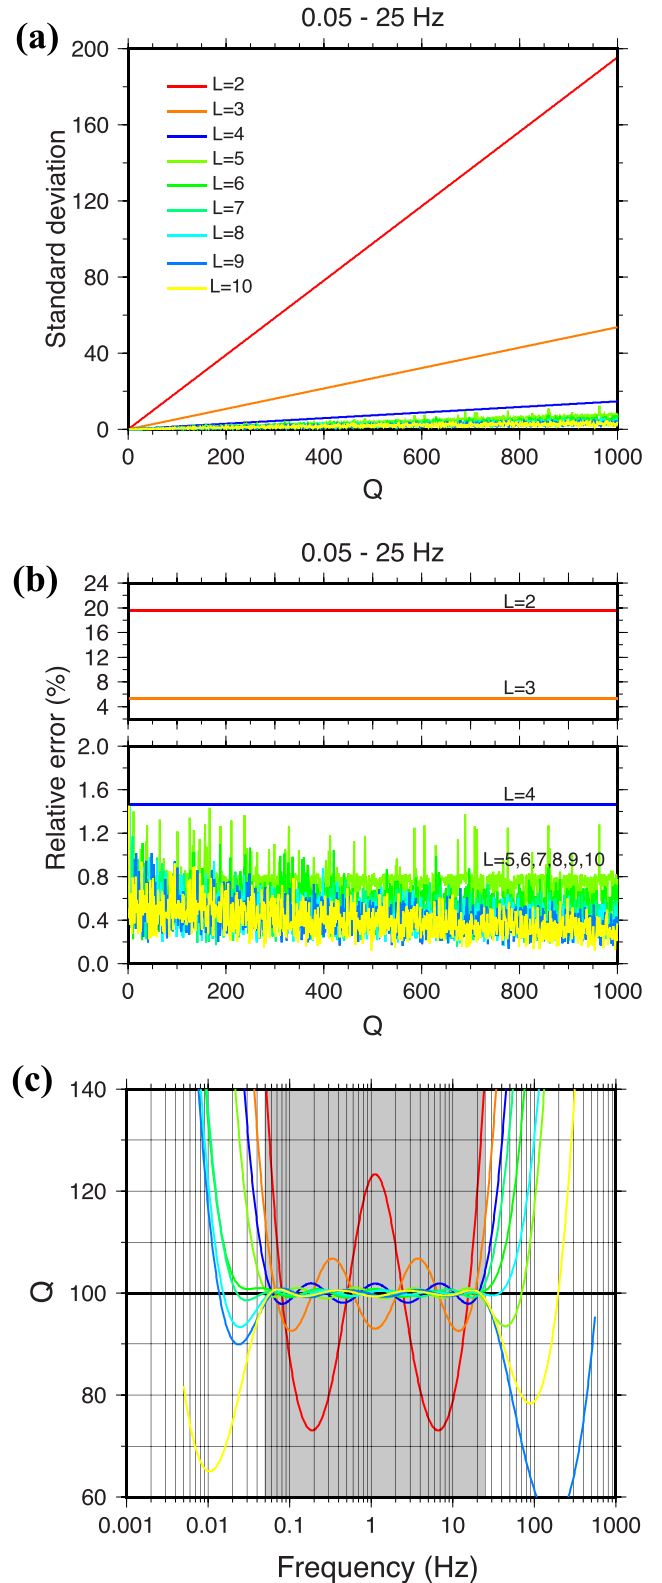 (a)
0.05 - 25 Hz
200
160
120
80
40
0
Standard deviation
L=2
L=3
L=4
L=5
L=6
L=7
L=8
L=9
L=10
0 200 400 600 800 1000
Q
(b)
0.05 - 25 Hz
24
20
16
12
8
4
L=2
L=3
Relative error (%)
2.0
1.6
1.2
0.8
0.4
0.0
L=4
L=5,6,7,8,9,10
0 200 400 600 800 1000
Q
(c)
140
120
100
80
60
Q
0.001 0.01 0.1 1 10 100 1000
Frequency (Hz)